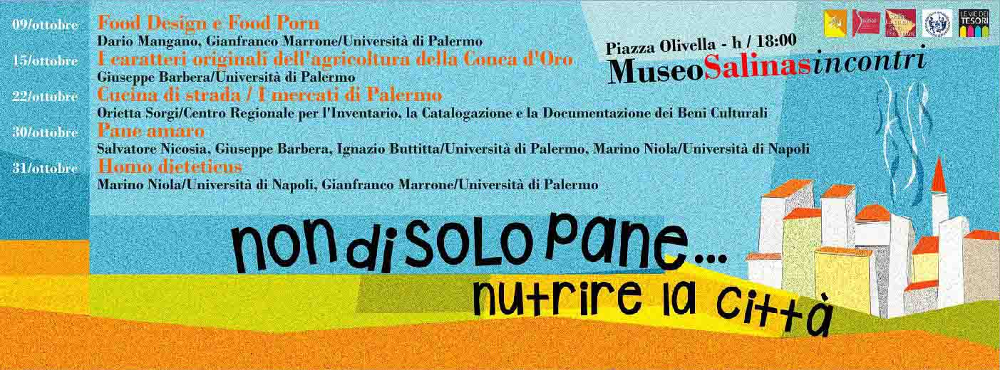 09/ottobre Food Design e Food Porn
Dario Mangano, Gianfranco Marrone/Università di Palermo
15/ottobre I caratteri originali dell'agricoltura della Conca d'Oro
Giuseppe Barbera/Università di Palermo
22/ottobre Cucina di strada / I mercati di Palermo
Orietta Sorgi/Centro Regionale per l'Inventario, la Catalogazione e la Documentazione dei Beni Culturali
30/ottobre Pane amaro
Salvatore Nicosia, Giuseppe Barbera, Ignazio Buttitta/Università di Palermo, Marino Niola/Università di Napoli
31/ottobre Homo dieteticus
Marino Niola/Università di Napoli, Gianfranco Marrone/Università di Palermo
LE VIE DEI
TESORI
Piazza Olivella - h / 18:00
MuseoSalinasincontri
non di solo pane...
nutrire la città